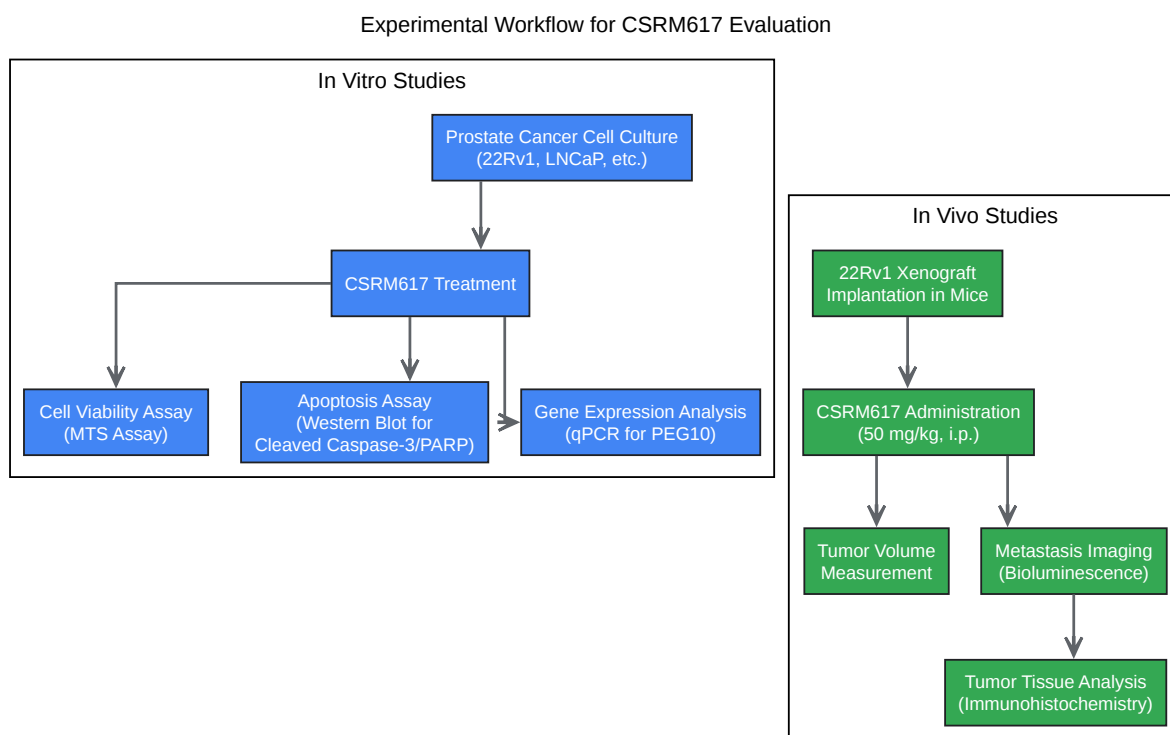 Experimental Workflow for CSRM617 Evaluation
In Vitro Studies
Prostate Cancer Cell Culture
(22Rv1, LNCaP, etc.)
CSRM617 Treatment
Cell Viability Assay
(MTS Assay)
Apoptosis Assay
(Western Blot for
Cleaved Caspase-3/PARP)
Gene Expression Analysis
(qPCR for PEG10)
In Vivo Studies
22Rv1 Xenograft
Implantation in Mice
CSRM617 Administration
(50 mg/kg, i.p.)
Tumor Volume
Measurement
Metastasis Imaging
(Bioluminescence)
Tumor Tissue Analysis
(Immunohistochemistry)